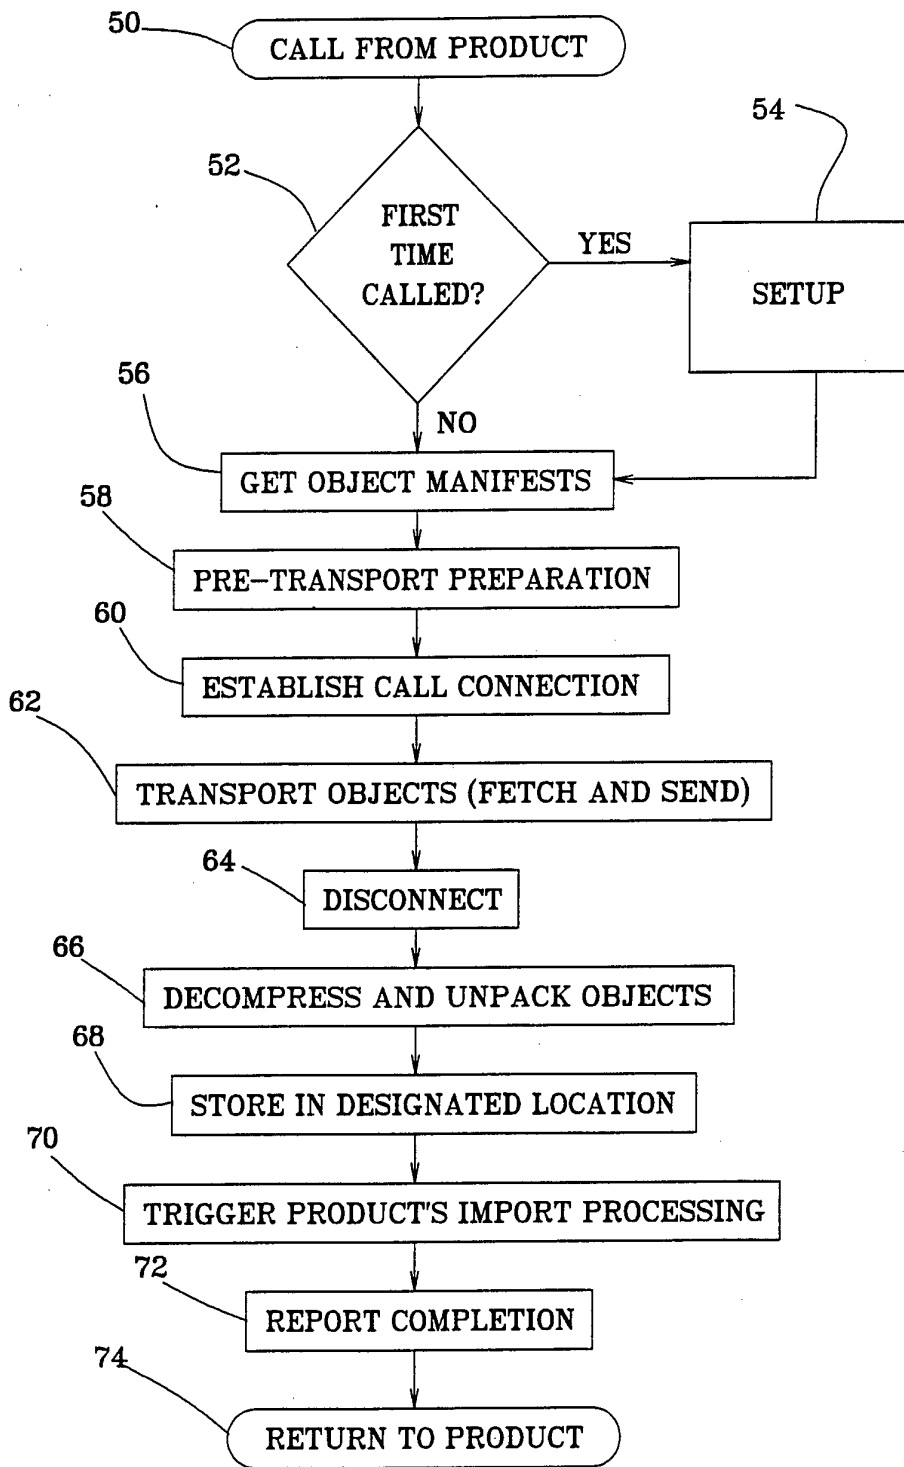 50
CALL FROM PRODUCT
54
52
FIRST
TIME
CALLED?
YES
SETUP
56
NO
GET OBJECT MANIFESTS
58
PRE-TRANSPORT PREPARATION
60
ESTABLISH CALL CONNECTION
62
TRANSPORT OBJECTS (FETCH AND SEND)
64
DISCONNECT
66
DECOMPRESS AND UNPACK OBJECTS
68
STORE IN DESIGNATED LOCATION
70
TRIGGER PRODUCT'S IMPORT PROCESSING
72
REPORT COMPLETION
74
RETURN TO PRODUCT